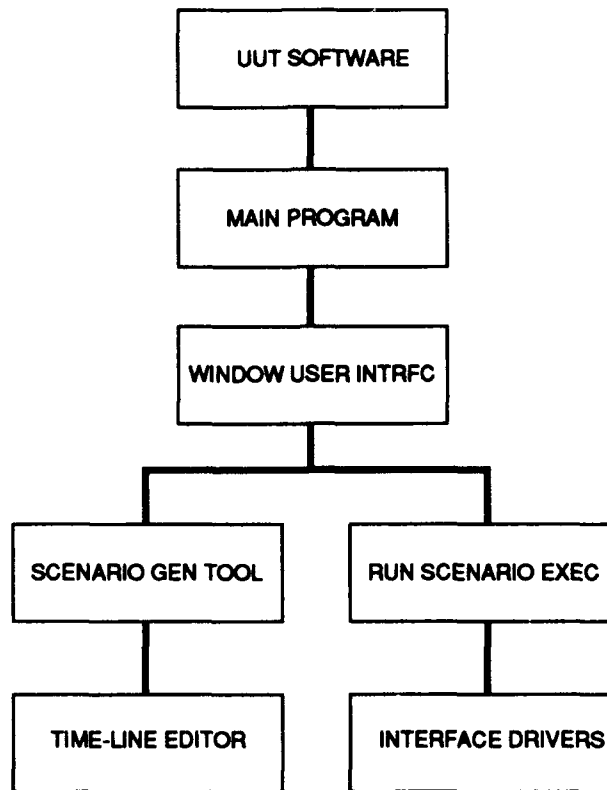 UUT SOFTWARE
MAIN PROGRAM
WINDOW USER INTRFC
SCENARIO GEN TOOL
RUN SCENARIO EXEC
TIME-LINE EDITOR
INTERFACE DRIVERS